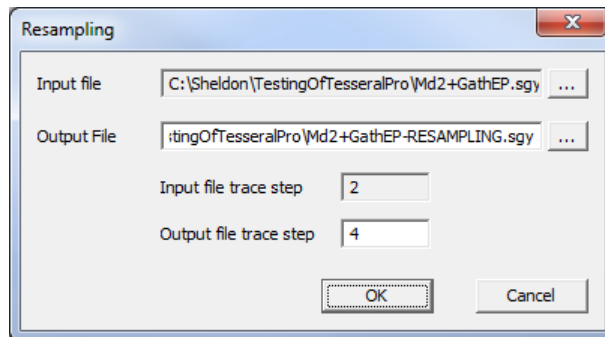 Resampling
Input file C:\Sheldon\TestingOfTesseralPro\Md2+GathEP.sgy ...
Output File stingOfTesseralPro\Md2+GathEP-RESAMPLING.sgy ...
Input file trace step 2
Output file trace step 4
OK Cancel